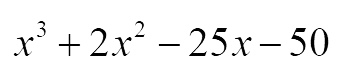 x³ + 2x² − 25x − 50